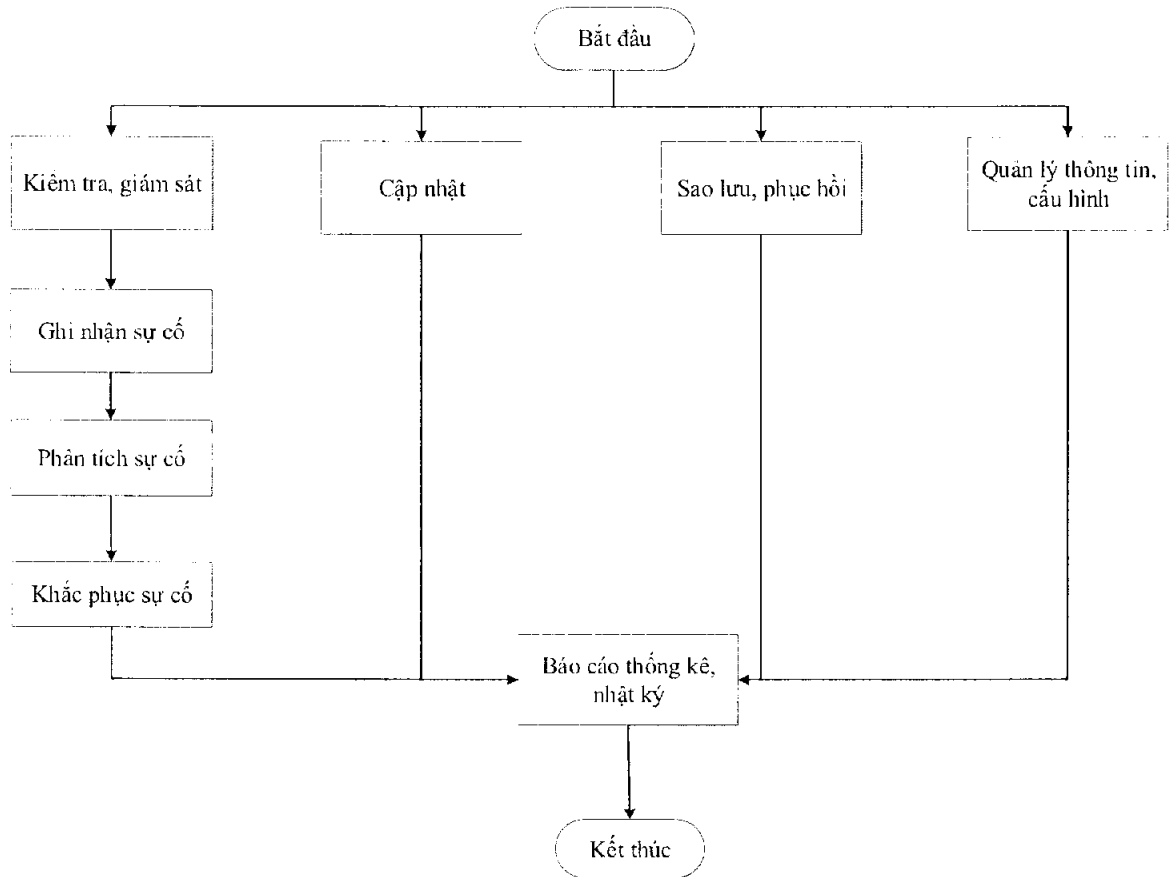 Bắt đầu
Kiểm tra, giám sát
Cập nhật
Sao lưu, phục hồi
Quản lý thông tin,
cấu hình
Ghi nhận sự cố
Phân tích sự cố
Khắc phục sự cố
Báo cáo thống kê,
nhật ký
Kết thúc